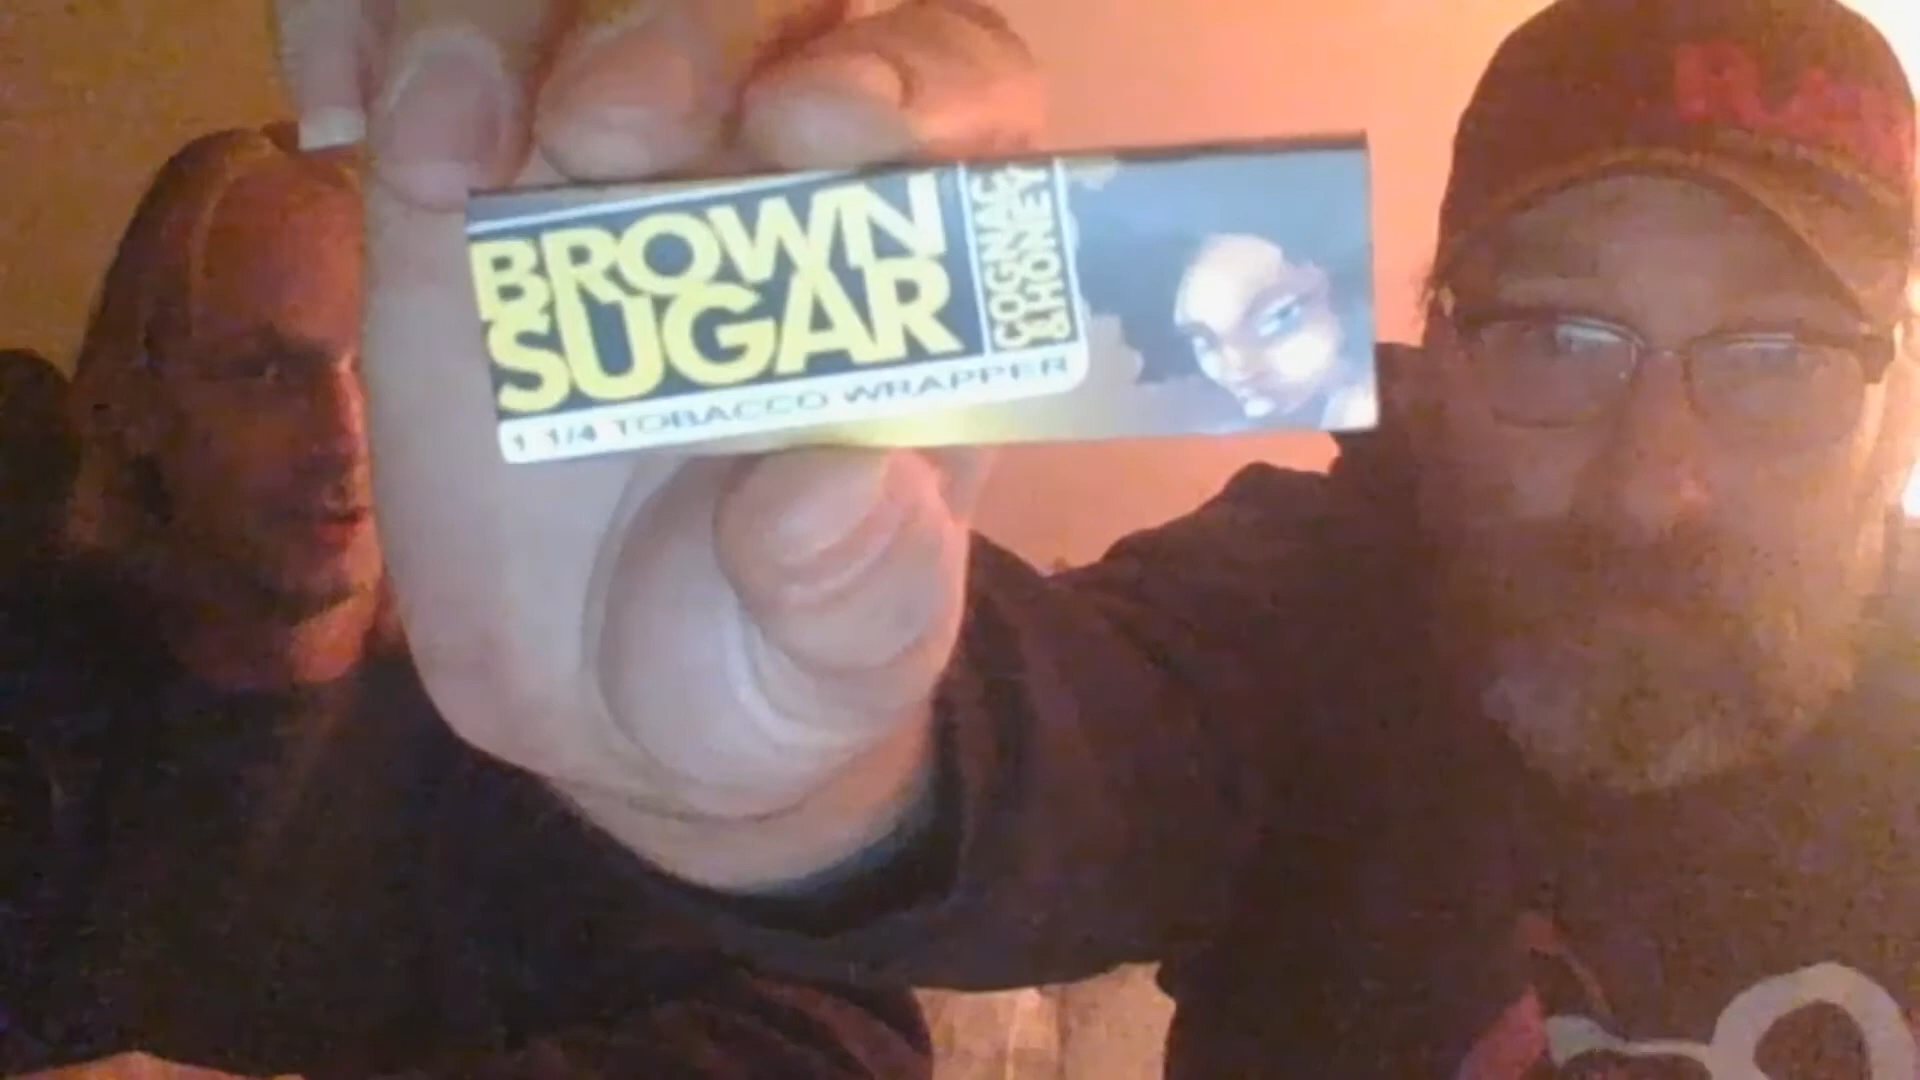 BROWN
SUGAR
COGNAC
& HONEY
1 1/4 TOBACCO WRAPPER